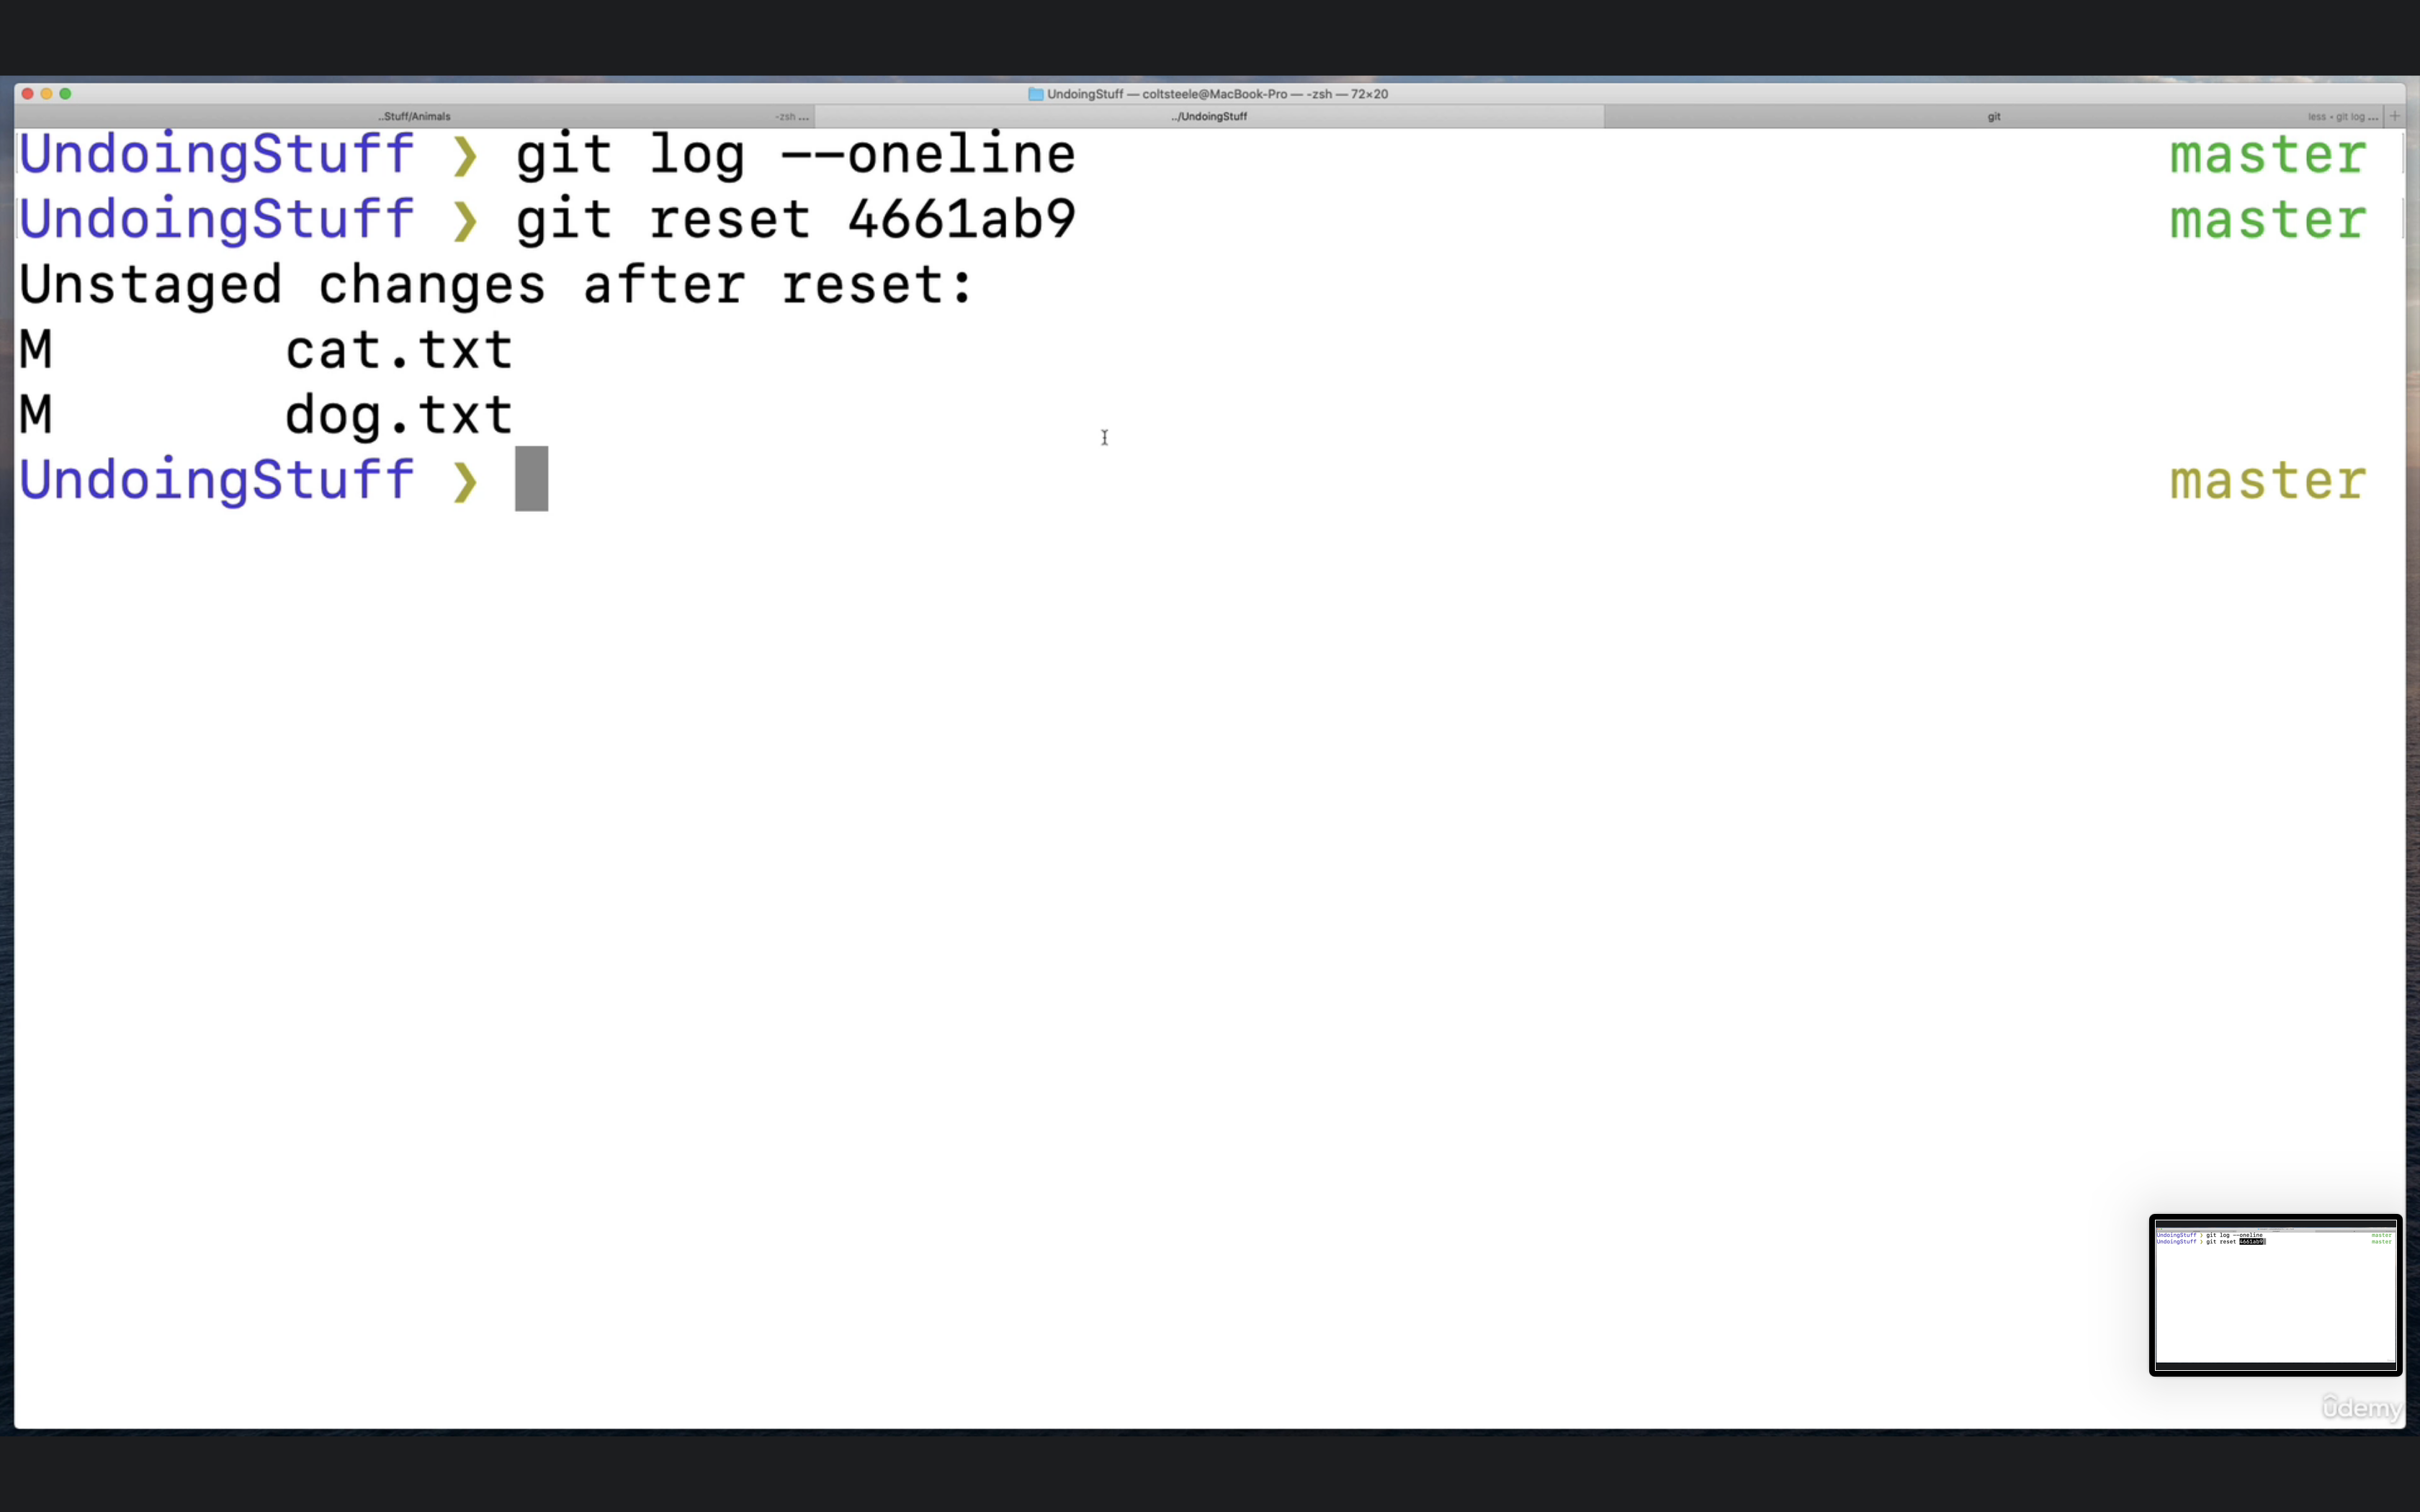 UndoingStuff — coltsteele@MacBook-Pro — -zsh — 72×20
..Stuff/Animals -zsh ... ../UndoingStuff git less • git log ... +
UndoingStuff ❯ git log --oneline master
UndoingStuff ❯ git reset 4661ab9 master
Unstaged changes after reset:
M cat.txt
M dog.txt
UndoingStuff ❯ master
UndoingStuff ❯ git log --oneline master
UndoingStuff ❯ git reset 4661ab9 master
ûdemy